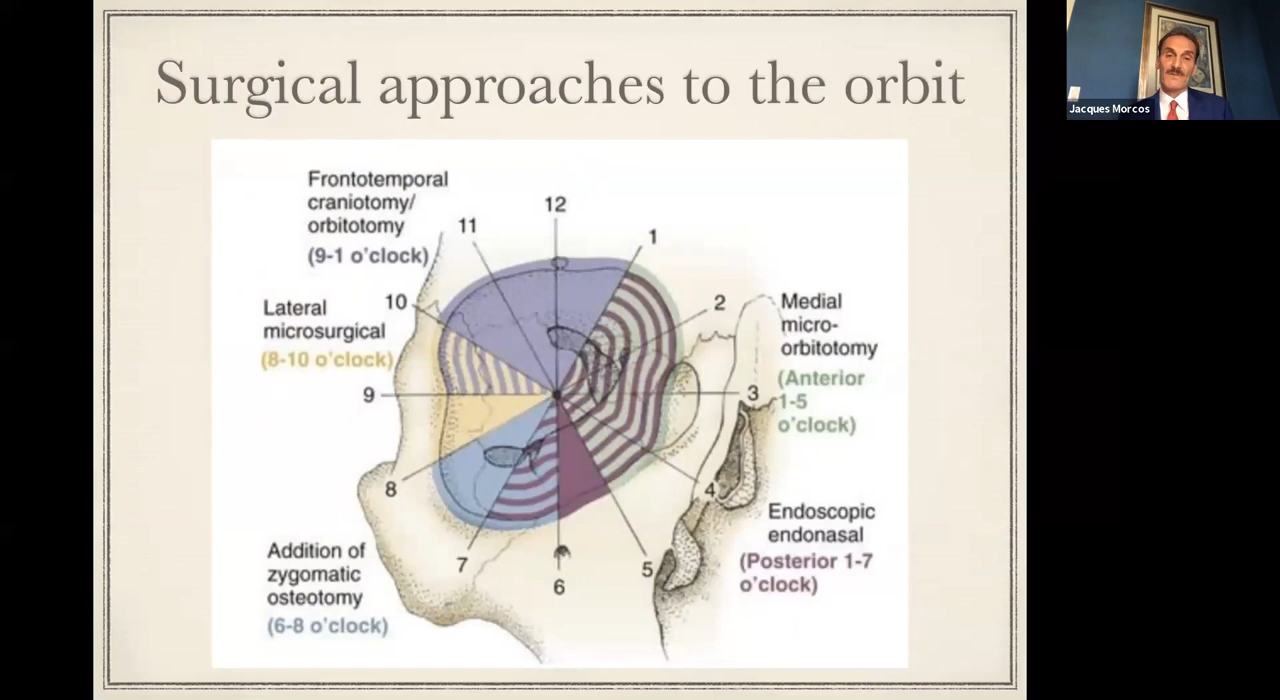 Surgical approaches to the orbit
Jacques Morcos
Frontotemporal
craniotomy/
orbitotomy
(9-1 o'clock)
12
11
1
Lateral
microsurgical
(8-10 o'clock)
10
2
Medial
micro-
orbitotomy
(Anterior
1-5
o'clock)
9
3
8
4
Endoscopic
endonasal
(Posterior 1-7
o'clock)
Addition of
zygomatic
osteotomy
(6-8 o'clock)
7
6
5